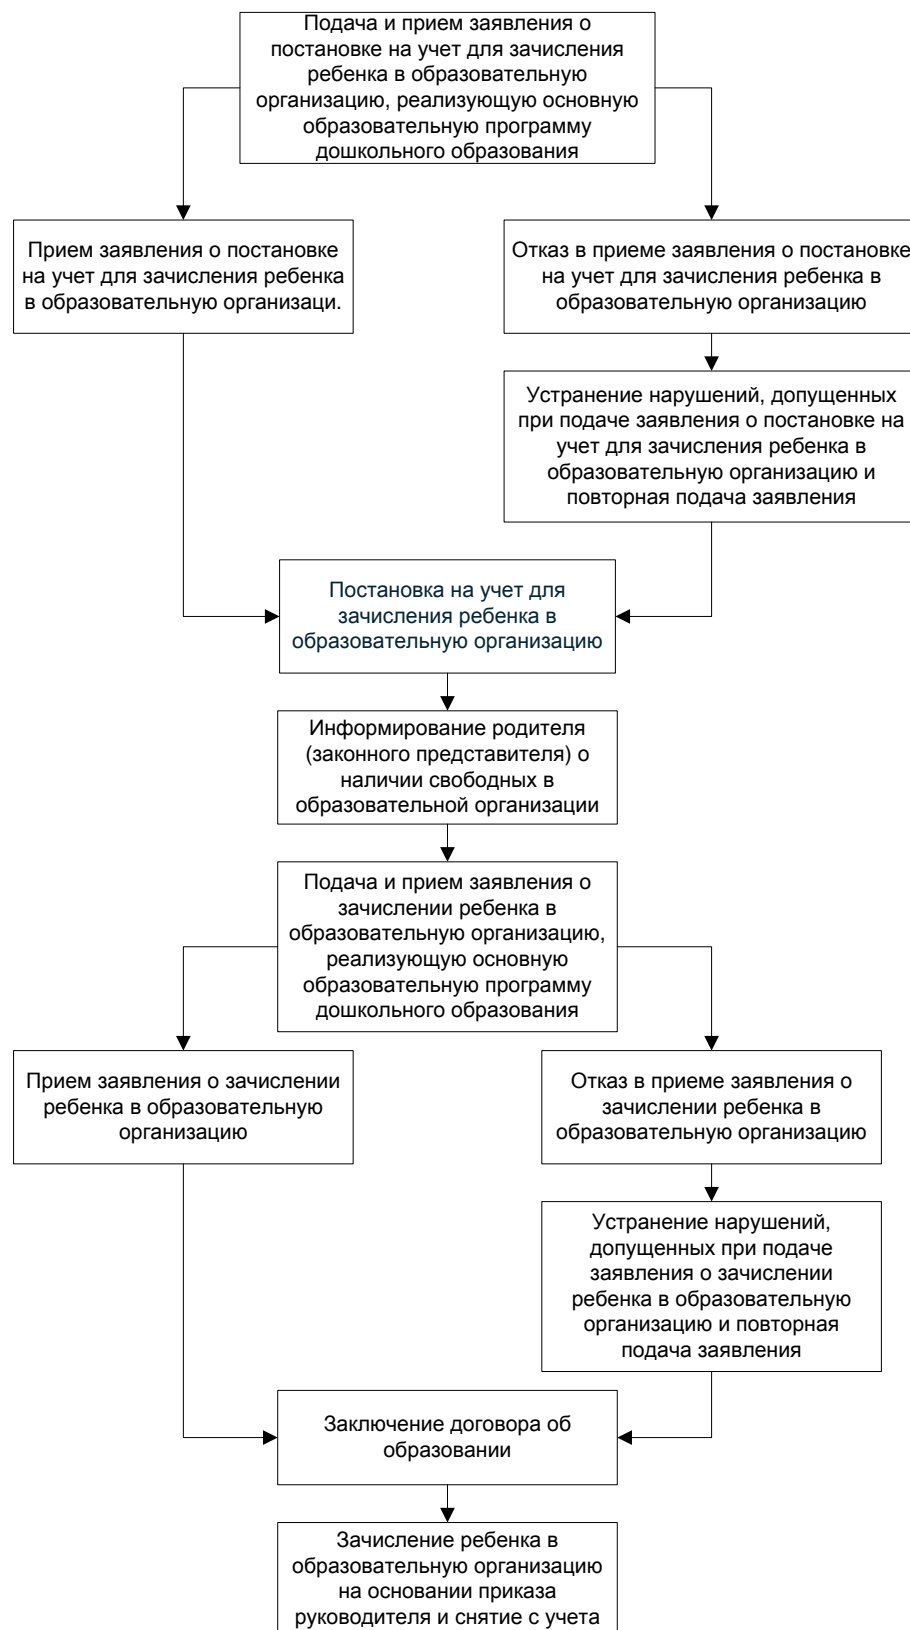 Подача и прием заявления о
постановке на учет для зачисления
ребенка в образовательную
организацию, реализующую основную
образовательную программу
дошкольного образования
Прием заявления о постановке
на учет для зачисления ребенка
в образовательную организаци.
Отказ в приеме заявления о постановке
на учет для зачисления ребенка в
образовательную организацию
Устранение нарушений, допущенных
при подаче заявления о постановке на
учет для зачисления ребенка в
образовательную организацию и
повторная подача заявления
Постановка на учет для
зачисления ребенка в
образовательную организацию
Информирование родителя
(законного представителя) о
наличии свободных в
образовательной организации
Подача и прием заявления о
зачислении ребенка в
образовательную организацию,
реализующую основную
образовательную программу
дошкольного образования
Прием заявления о зачислении
ребенка в образовательную
организацию
Отказ в приеме заявления о
зачислении ребенка в
образовательную организацию
Устранение нарушений,
допущенных при подаче
заявления о зачислении
ребенка в образовательную
организацию и повторная
подача заявления
Заключение договора об
образовании
Зачисление ребенка в
образовательную организацию
на основании приказа
руководителя и снятие с учета